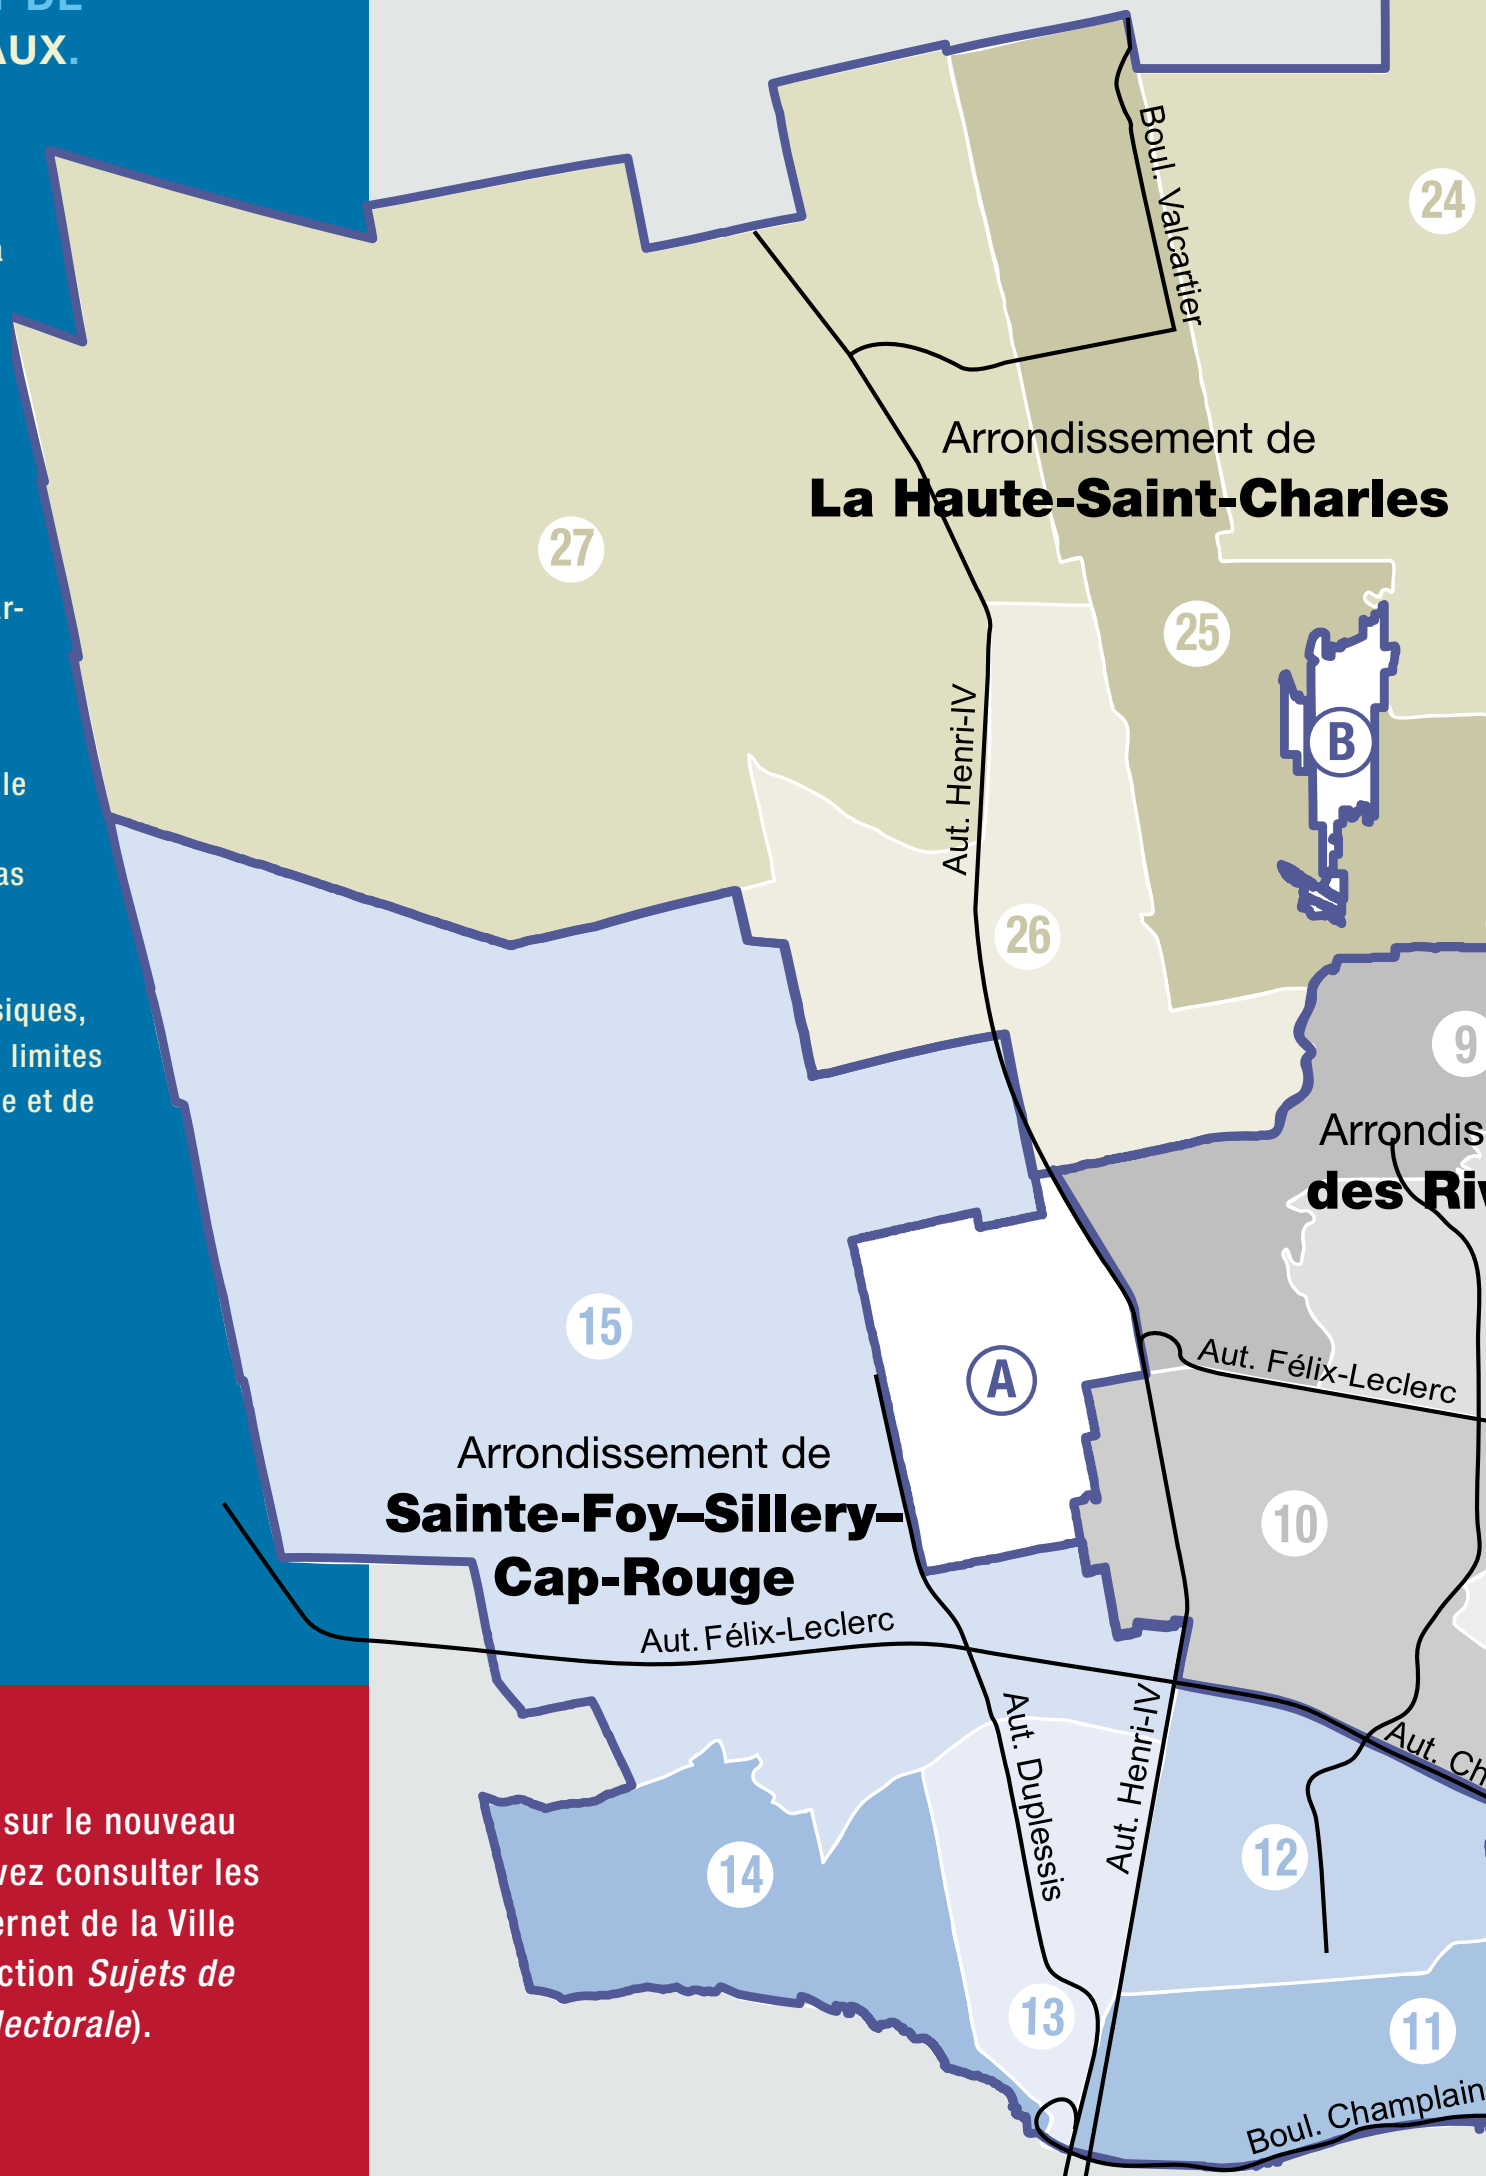 DE
AUX.
ar-
le
as
siques,
limites
e et de
sur le nouveau
vez consulter les
ernet de la Ville
ction Sujets de
lectorale).
Boul. Valcartier
24
Arrondissement de
La Haute-Saint-Charles
27
25
B
Aut. Henri-IV
26
9
Arrondis
des Riv
15
A
Aut. Félix-Leclerc
Arrondissement de
Sainte-Foy–Sillery–
Cap-Rouge
10
Aut. Félix-Leclerc
Aut. Duplessis
Aut. Henri-IV
Aut. Ch
14
12
13
11
Boul. Champlain